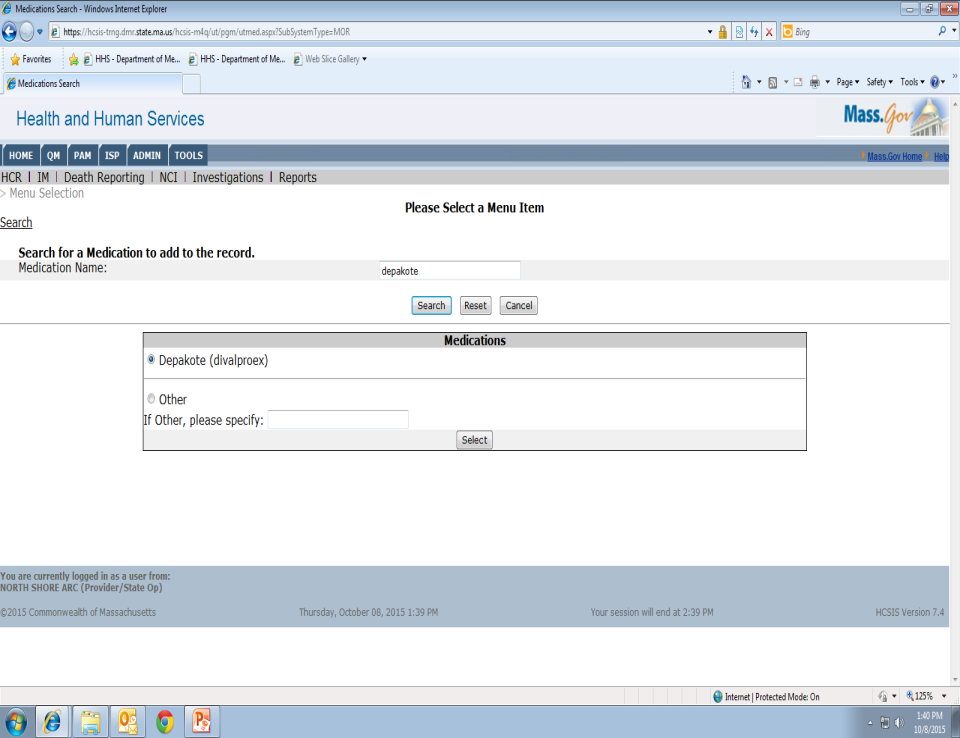 Medications Search - Windows Internet Explorer
https://hcsis-trng.dmr.state.ma.us/hcsis-m4q/ut/pgm/utmed.aspx?SubSystemType=MOR
Bing
Favorites HHS - Department of Me... HHS - Department of Me... Web Slice Gallery
Medications Search
Page Safety Tools
Health and Human Services
Mass.Gov
HOME QM PAM ISP ADMIN TOOLS
Mass.Gov Home Help
HCR | IM | Death Reporting | NCI | Investigations | Reports
> Menu Selection
Please Select a Menu Item
Search
Search for a Medication to add to the record.
Medication Name: depakote
Search Reset Cancel
Medications
Depakote (divalproex)
Other
If Other, please specify:
Select
You are currently logged in as a user from:
NORTH SHORE ARC (Provider/State Op)
©2015 Commonwealth of Massachusetts Thursday, October 08, 2015 1:39 PM Your session will end at 2:39 PM HCSIS Version 7.4
Internet | Protected Mode: On 125%
1:40 PM
10/8/2015